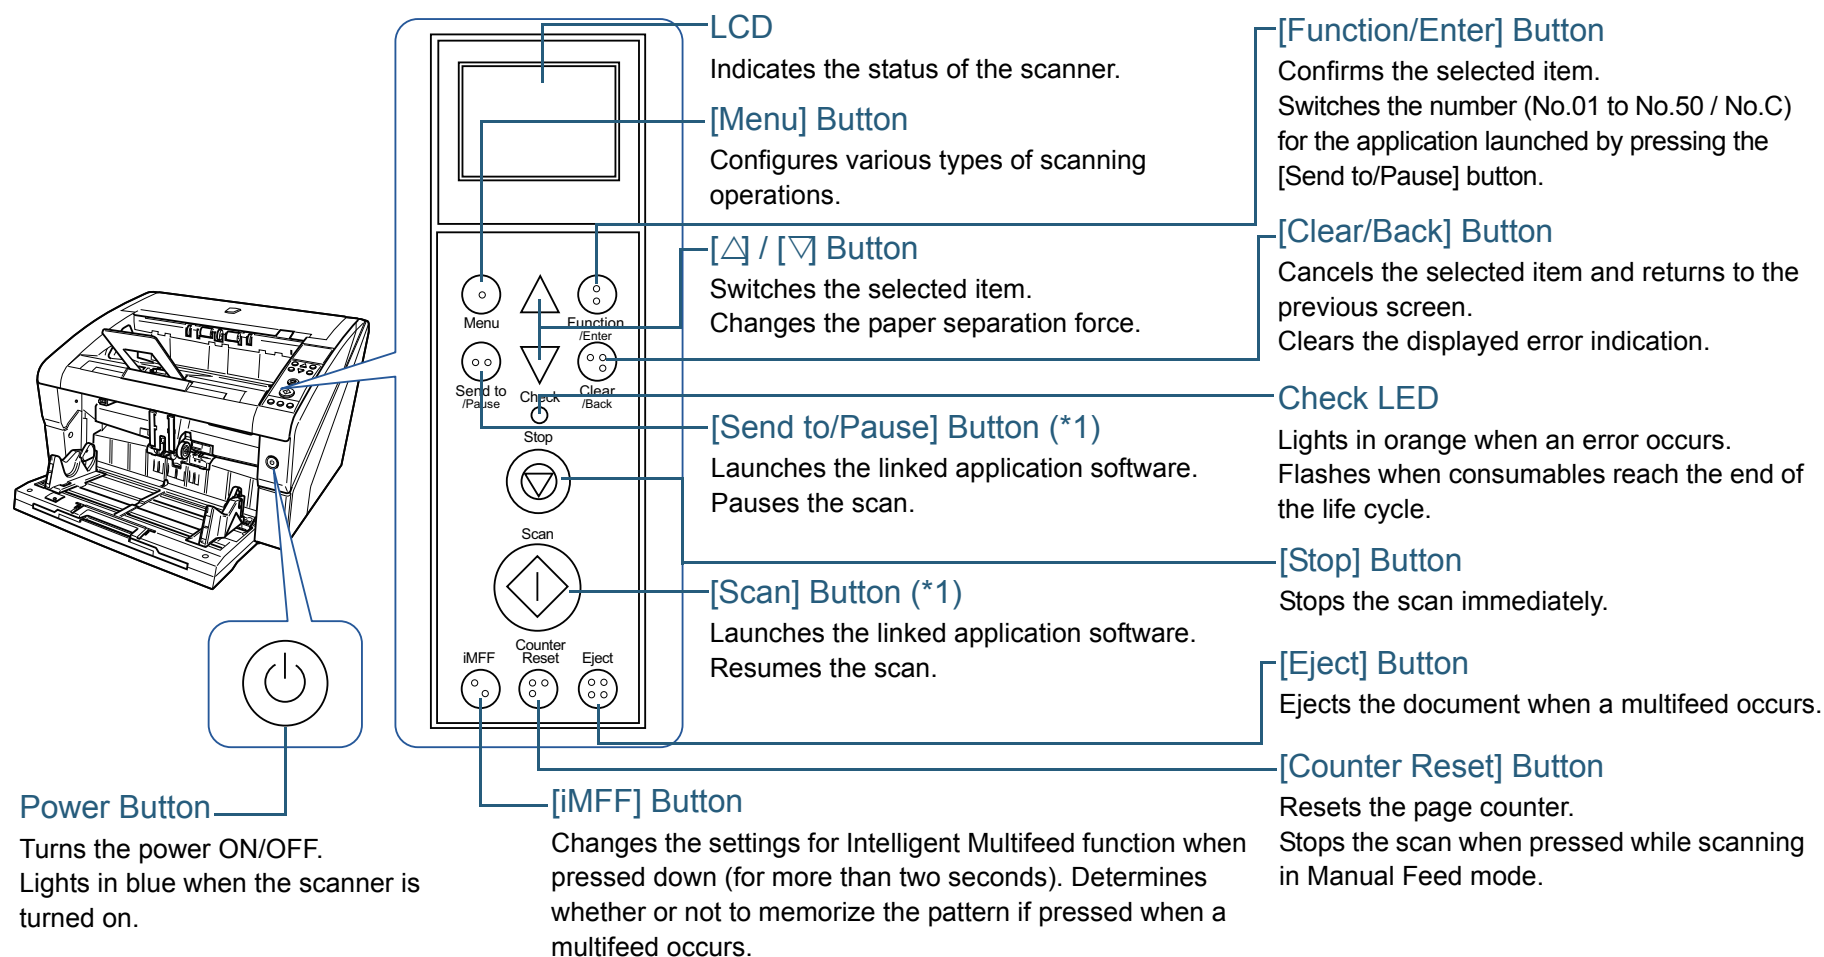 LCD
Indicates the status of the scanner.
[Menu] Button
Configures various types of scanning
operations.
[△] / [▽] Button
Switches the selected item.
Changes the paper separation force.
[Send to/Pause] Button (*1)
Launches the linked application software.
Pauses the scan.
[Scan] Button (*1)
Launches the linked application software.
Resumes the scan.
[Function/Enter] Button
Confirms the selected item.
Switches the number (No.01 to No.50 / No.C)
for the application launched by pressing the
[Send to/Pause] button.
[Clear/Back] Button
Cancels the selected item and returns to the
previous screen.
Clears the displayed error indication.
Check LED
Lights in orange when an error occurs.
Flashes when consumables reach the end of
the life cycle.
[Stop] Button
Stops the scan immediately.
[Eject] Button
Ejects the document when a multifeed occurs.
[Counter Reset] Button
Resets the page counter.
Stops the scan when pressed while scanning
in Manual Feed mode.
Menu
Function
/Enter
Send to
/Pause
Check
Clear
/Back
Stop
Scan
iMFF
Counter
Reset
Eject
Power Button
Turns the power ON/OFF.
Lights in blue when the scanner is
turned on.
[iMFF] Button
Changes the settings for Intelligent Multifeed function when
pressed down (for more than two seconds). Determines
whether or not to memorize the pattern if pressed when a
multifeed occurs.